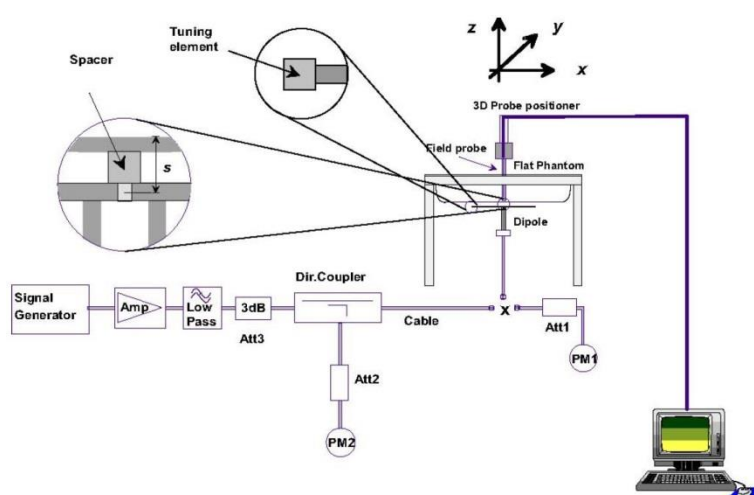 Tuning
element
z
y
x
Spacer
3D Probe positioner
Field probe
Flat Phantom
s
Dipole
Dir.Coupler
Signal
Generator
Amp
Low
Pass
3dB
Att3
Cable
x
Att1
PM1
Att2
PM2